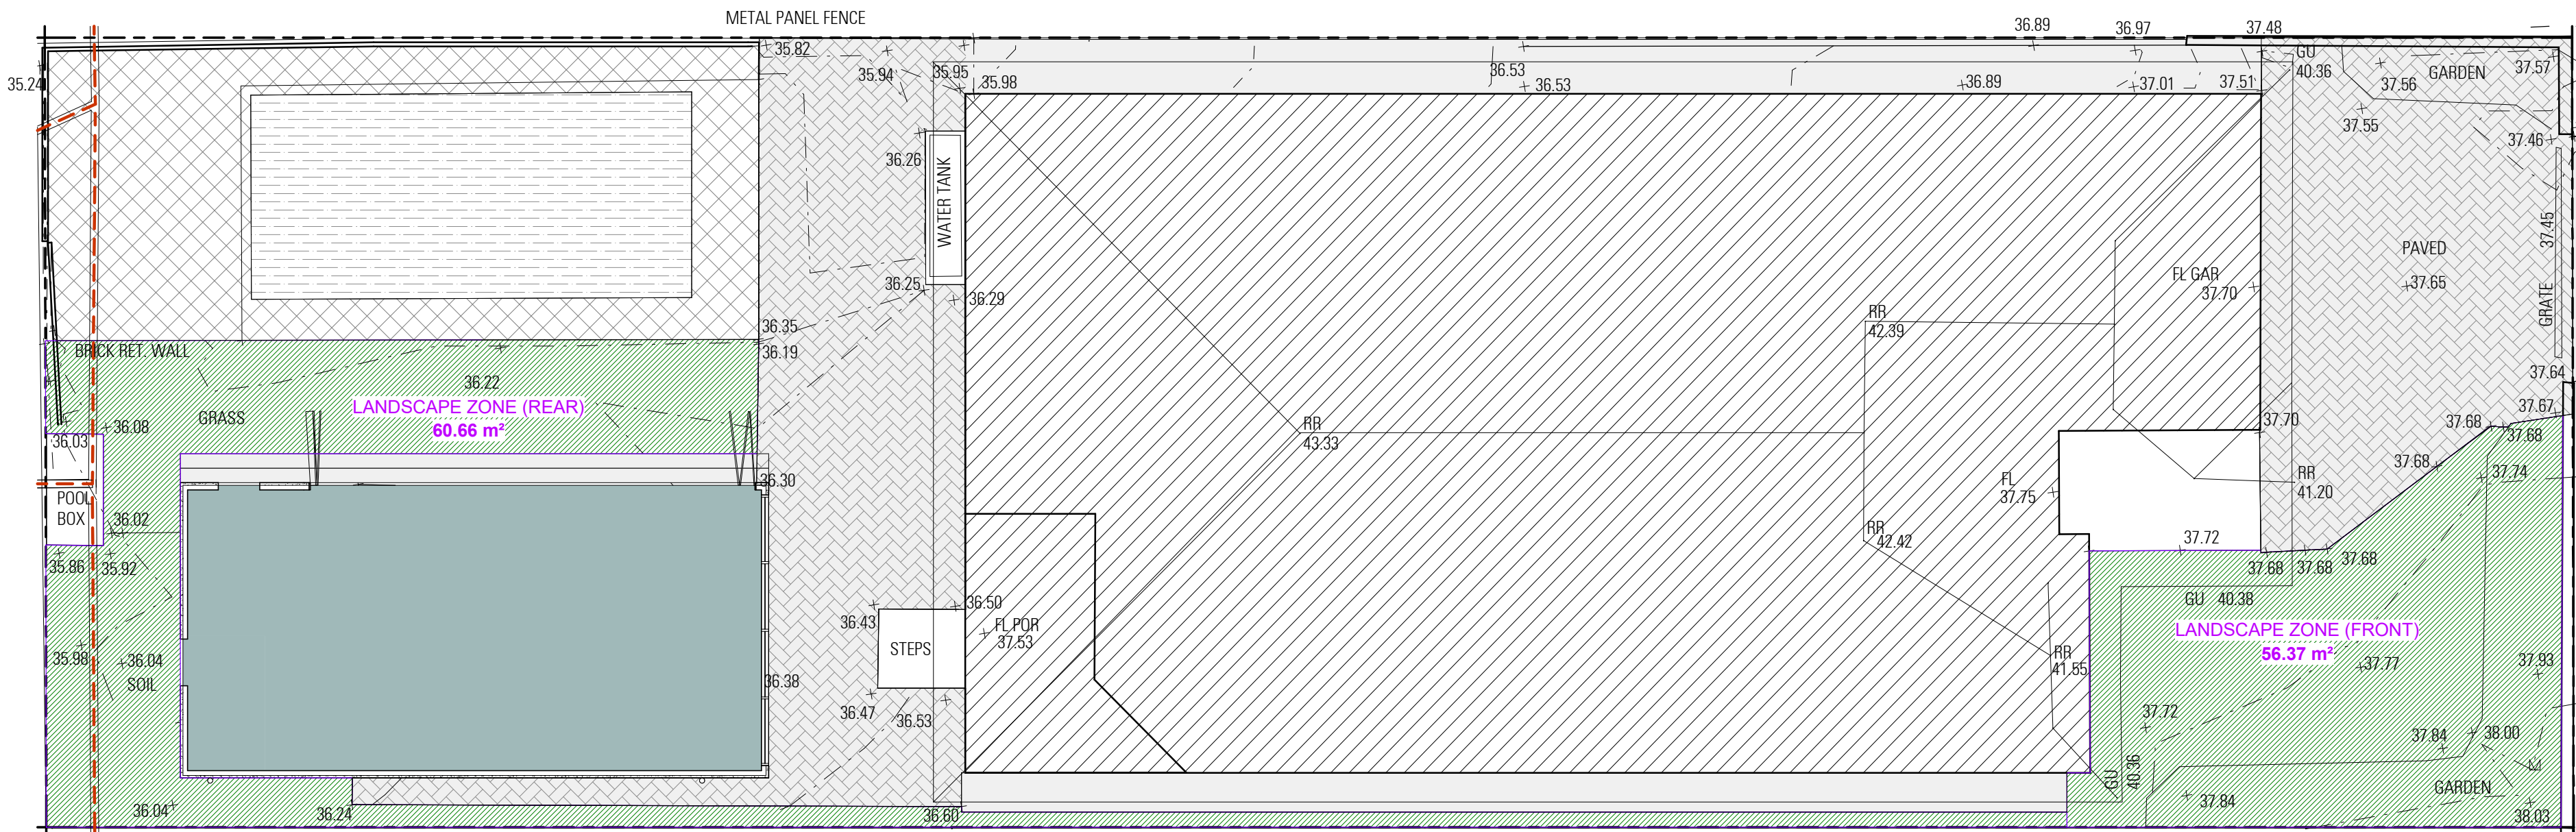 METAL PANEL FENCE
36.89
36.97
37.48
35.82
35.94
35.95
35.98
36.53
36.53
36.89
37.01
37.51
GU
40.36
37.56
GARDEN
37.57
35.24
37.55
37.46
36.26
WATER TANK
37.45
PAVED
36.25
36.29
FL GAR
37.70
37.65
GRATE
36.35
36.19
RR
42.39
BRICK RET. WALL
36.22
LANDSCAPE ZONE (REAR)
60.66 m²
GRASS
36.08
36.03
RR
43.33
37.64
37.67
37.70
37.68
37.68
37.68
37.74
36.30
POOL
BOX
36.02
FL
37.75
RR
41.20
RR
42.42
37.72
35.86
35.92
37.68
37.68
37.68
36.43
36.50
GU 40.38
FL POR
37.53
STEPS
LANDSCAPE ZONE (FRONT)
56.37 m²
37.77
35.98
36.04
SOIL
36.38
RR
41.55
37.93
36.47
36.53
37.72
37.84
38.00
GU
40.36
GARDEN
36.04
36.24
36.60
37.84
38.03